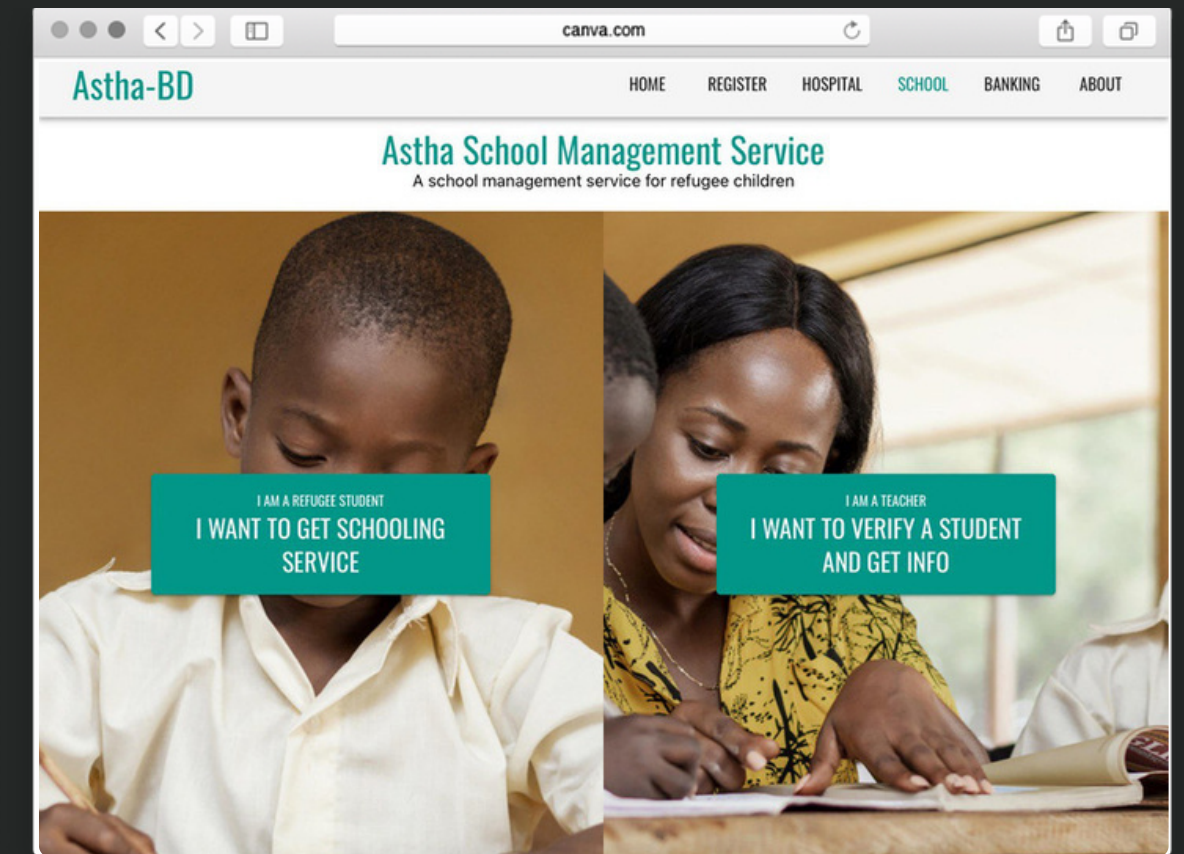 canva.com
Astha-BD
HOME REGISTER HOSPITAL SCHOOL BANKING ABOUT
Astha School Management Service
A school management service for refugee children
I AM A REFUGEE STUDENT
I WANT TO GET SCHOOLING
SERVICE
I AM A TEACHER
I WANT TO VERIFY A STUDENT
AND GET INFO